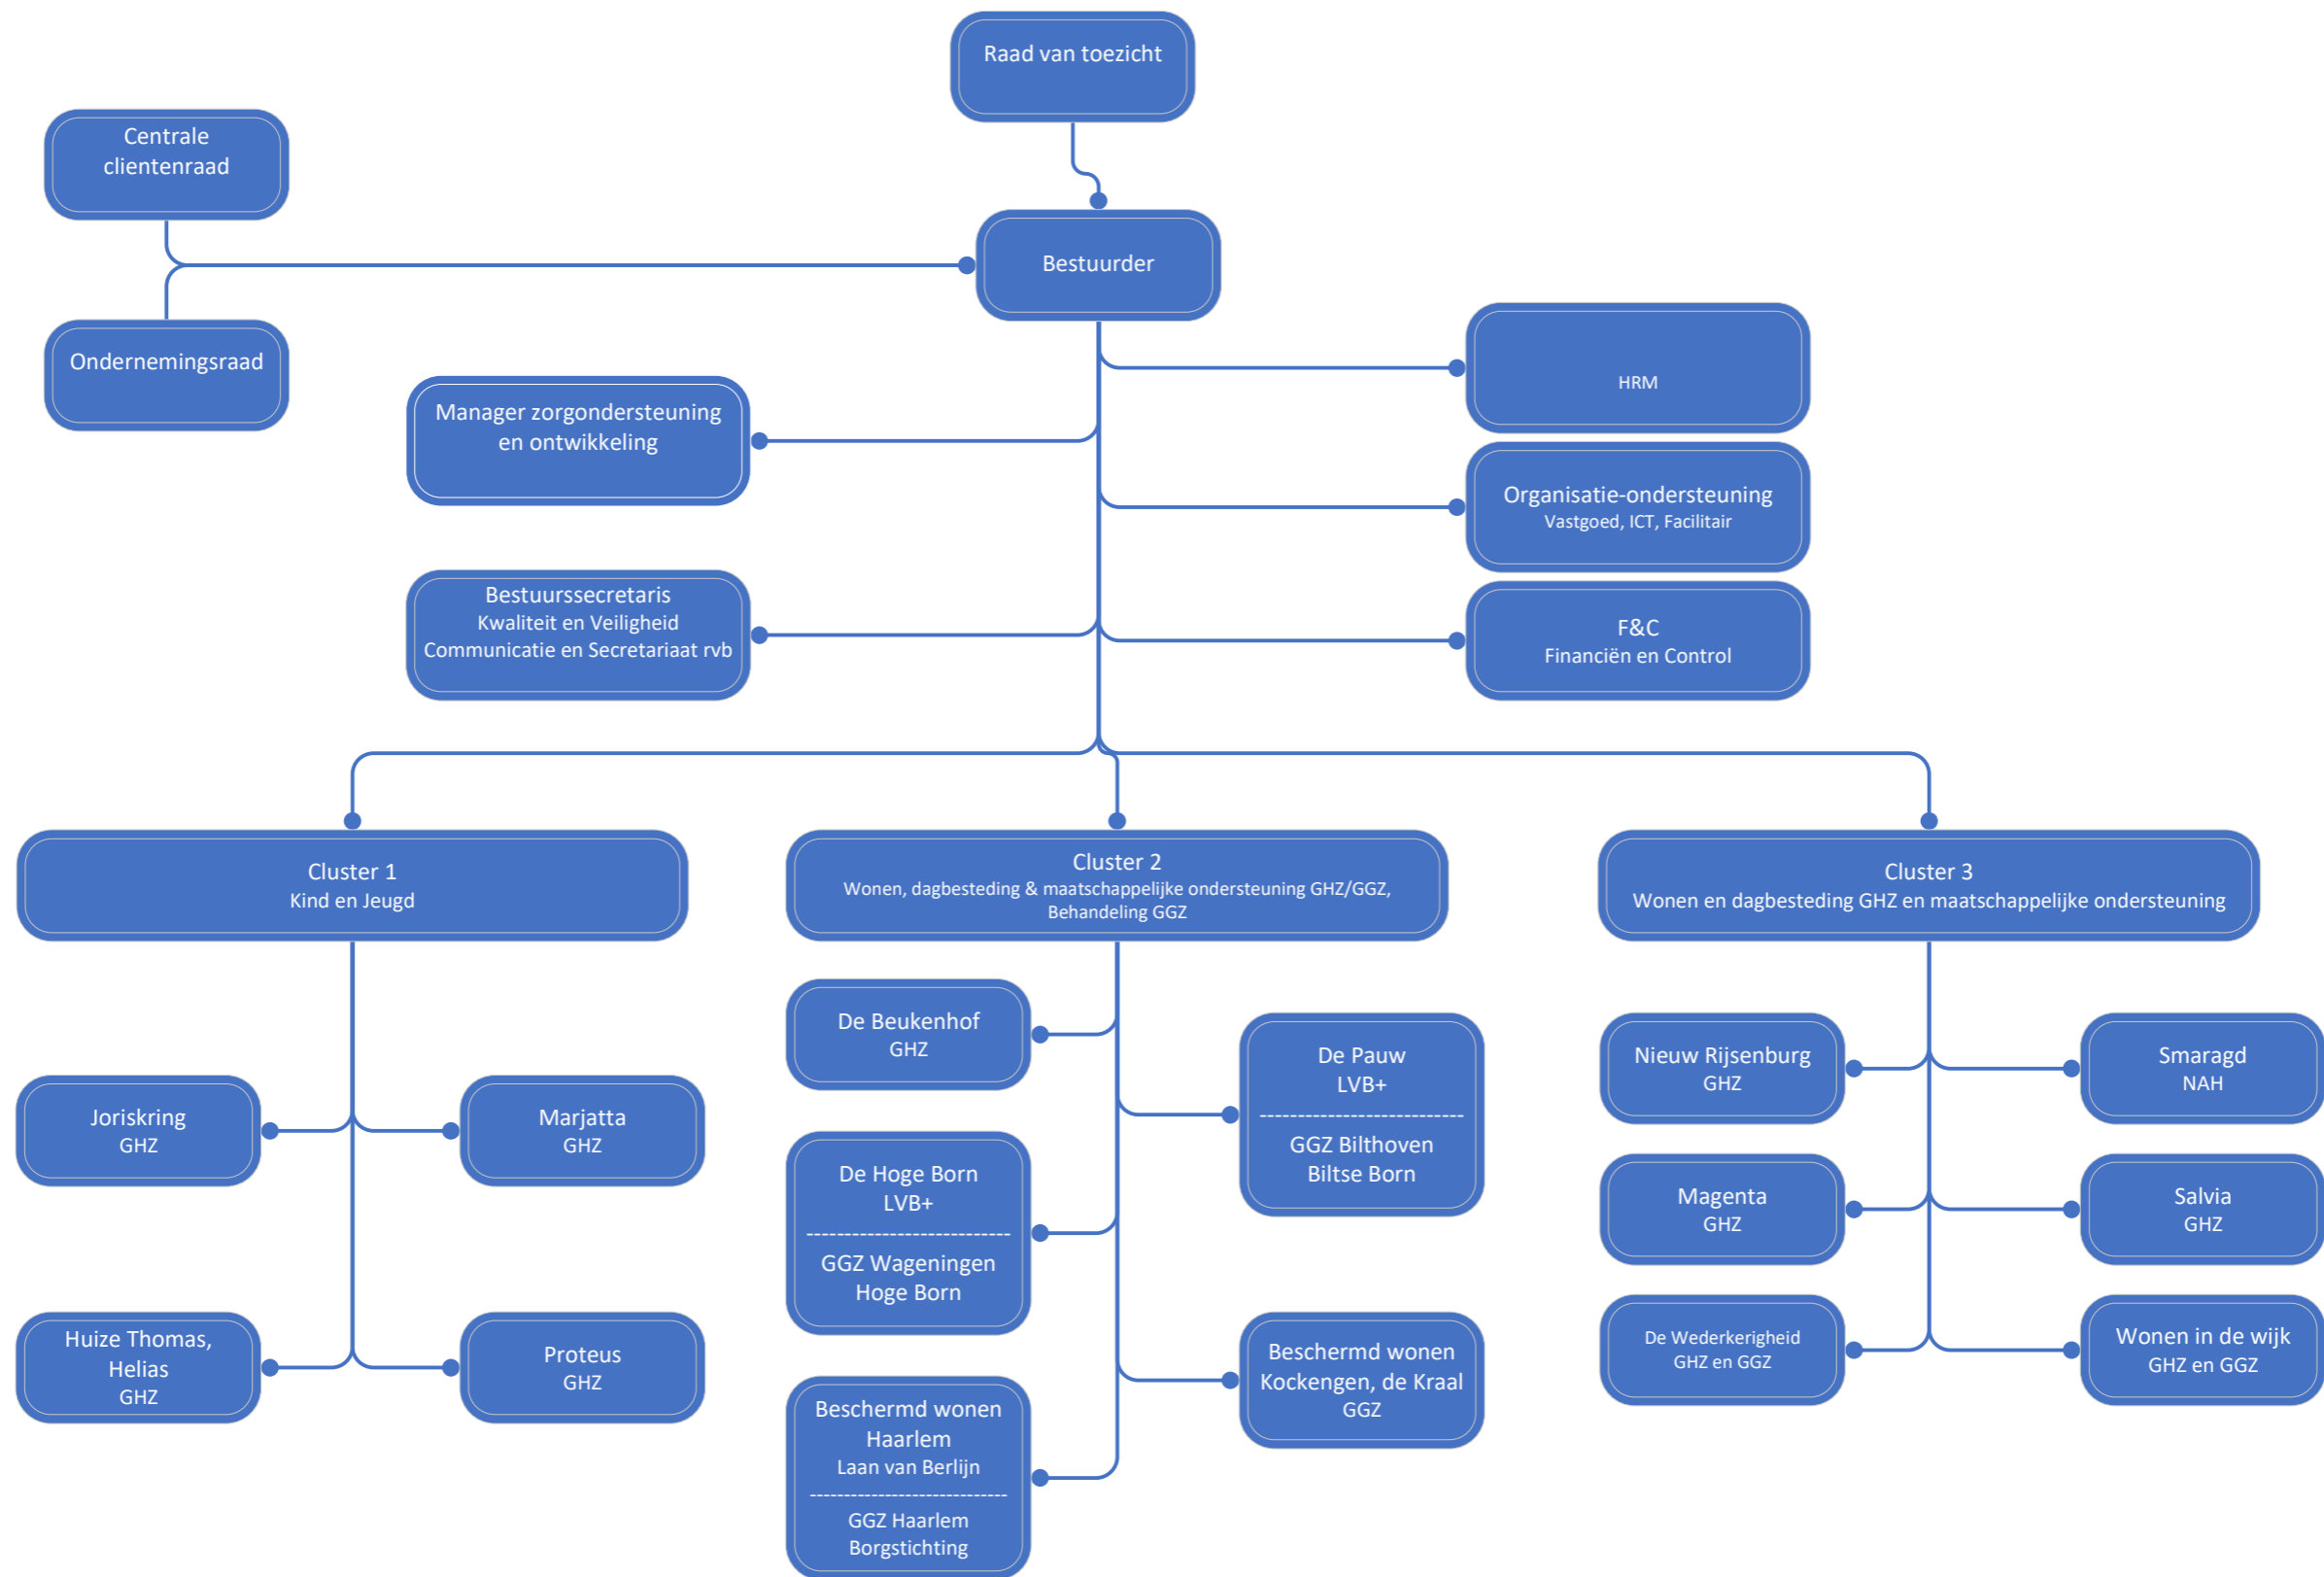 Raad van toezicht
Centrale
clientenraad
Bestuurder
Ondernemingsraad
HRM
Manager zorgondersteuning
en ontwikkeling
Organisatie-ondersteuning
Vastgoed, ICT, Facilitair
Bestuurssecretaris
Kwaliteit en Veiligheid
Communicatie en Secretariaat rvb
F&C
Financiën en Control
Cluster 1
Kind en Jeugd
Cluster 2
Wonen, dagbesteding & maatschappelijke ondersteuning GHZ/GGZ,
Behandeling GGZ
Cluster 3
Wonen en dagbesteding GHZ en maatschappelijke ondersteuning
Joriskring
GHZ
Marjatta
GHZ
Huize Thomas,
Helias
GHZ
Proteus
GHZ
De Beukenhof
GHZ
De Pauw
LVB+
---------------------------
GGZ Bilthoven
Biltse Born
De Hoge Born
LVB+
---------------------------
GGZ Wageningen
Hoge Born
Beschermd wonen
Kockengen, de Kraal
GGZ
Beschermd wonen
Haarlem
Laan van Berlijn
-----------------------------
GGZ Haarlem
Borgstichting
Nieuw Rijsenburg
GHZ
Smaragd
NAH
Magenta
GHZ
Salvia
GHZ
De Wederkerigheid
GHZ en GGZ
Wonen in de wijk
GHZ en GGZ